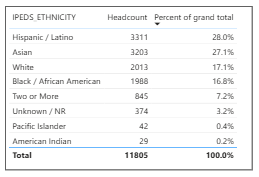 IPEDS_ETHNICITY Headcount Percent of grand total
Hispanic / Latino 3311 28.0%
Asian 3203 27.1%
White 2013 17.1%
Black / African American 1988 16.8%
Two or More 845 7.2%
Unknown / NR 374 3.2%
Pacific Islander 42 0.4%
American Indian 29 0.2%
Total 11805 100.0%